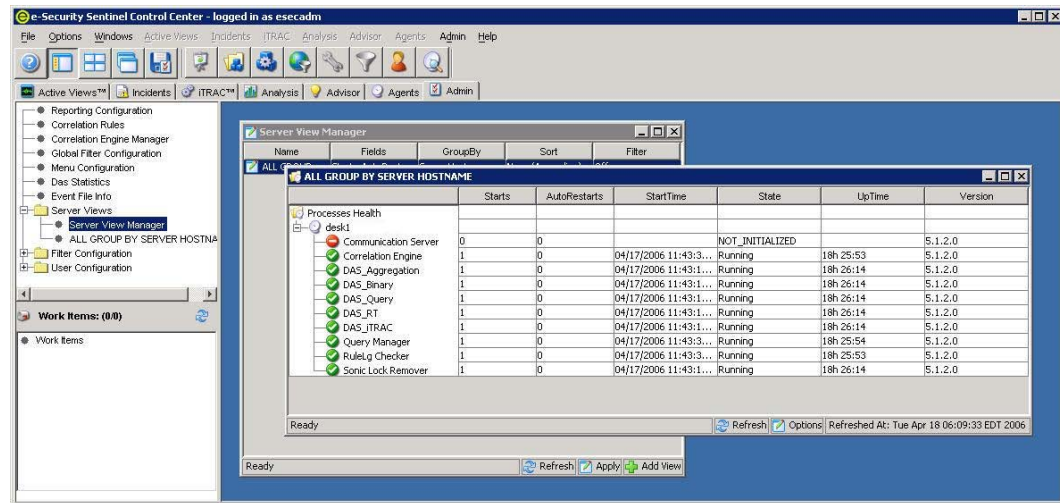 e-Security Sentinel Control Center - logged in as esecadm
File Options Windows Active Views Incidents iTRAC Analysis Advisor Agents Admin Help
Active Views™ Incidents iTRAC™ Analysis Advisor Agents Admin
Reporting Configuration
Correlation Rules
Correlation Engine Manager
Global Filter Configuration
Menu Configuration
Das Statistics
Event File Info
Server Views
Server View Manager
ALL GROUP BY SERVER HOSTNA
Filter Configuration
User Configuration
Work Items: (0/0)
Work Items
Server View Manager
Name Fields GroupBy Sort Filter
ALL
ALL GROUP BY SERVER HOSTNAME
Starts AutoRestarts StartTime State UpTime Version
Processes Health
desk1
Communication Server 0 0 NOT_INITIALIZED 5.1.2.0
Correlation Engine 1 0 04/17/2006 11:43:3... Running 18h 25:53 5.1.2.0
DAS_Aggregation 1 0 04/17/2006 11:43:1... Running 18h 26:14 5.1.2.0
DAS_Binary 1 0 04/17/2006 11:43:1... Running 18h 26:14 5.1.2.0
DAS_Query 1 0 04/17/2006 11:43:1... Running 18h 26:14 5.1.2.0
DAS_RT 1 0 04/17/2006 11:43:1... Running 18h 26:14 5.1.2.0
DAS_iTRAC 1 0 04/17/2006 11:43:1... Running 18h 26:14 5.1.2.0
Query Manager 1 0 04/17/2006 11:43:3... Running 18h 25:54 5.1.2.0
RuleLg Checker 1 0 04/17/2006 11:43:3... Running 18h 25:53 5.1.2.0
Sonic Lock Remover 1 0 04/17/2006 11:43:1... Running 18h 26:14 5.1.2.0
Ready Refresh Options Refreshed At: Tue Apr 18 06:09:33 EDT 2006
Ready Refresh Apply Add View